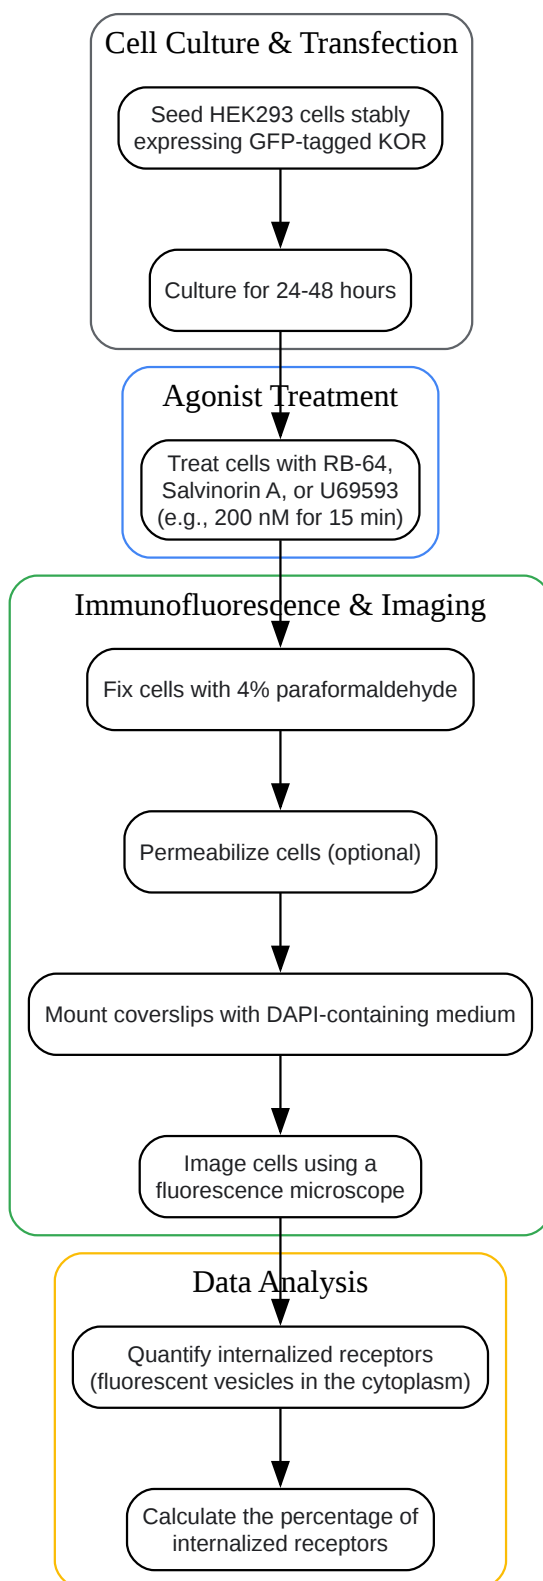 Cell Culture & Transfection
Seed HEK293 cells stably
expressing GFP-tagged KOR
Culture for 24-48 hours
Agonist Treatment
Treat cells with RB-64,
Salvinorin A, or U69593
(e.g., 200 nM for 15 min)
Immunofluorescence & Imaging
Fix cells with 4% paraformaldehyde
Permeabilize cells (optional)
Mount coverslips with DAPI-containing medium
Image cells using a
fluorescence microscope
Data Analysis
Quantify internalized receptors
(fluorescent vesicles in the cytoplasm)
Calculate the percentage of
internalized receptors